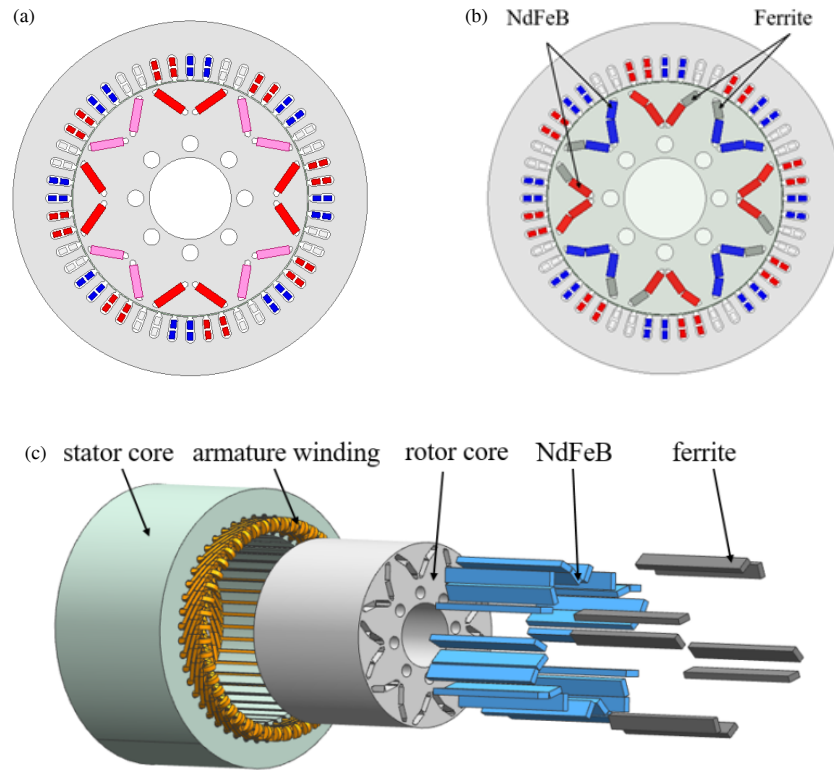 (a)
(b)
NdFeB
Ferrite
(c)
stator core
armature winding
rotor core
NdFeB
ferrite